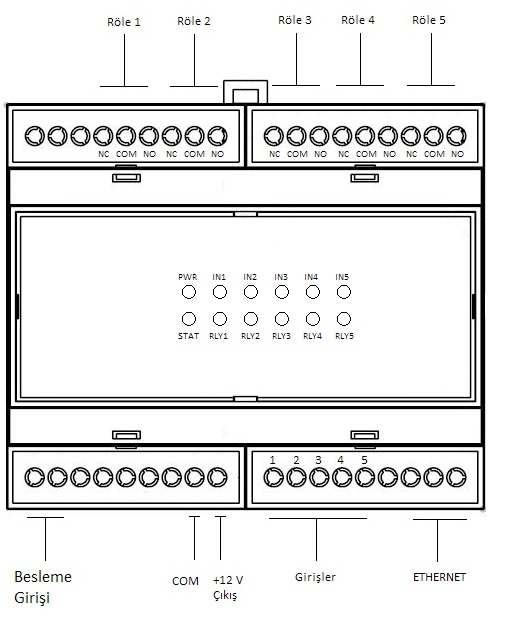 Röle 1 Röle 2 Röle 3 Röle 4 Röle 5
NC COM NO NC COM NO NC COM NO NC COM NO NC COM NO
PWR IN1 IN2 IN3 IN4 IN5
STAT RLY1 RLY2 RLY3 RLY4 RLY5
1 2 3 4 5
Besleme
Girişi
COM
+12 V
Çıkış
Girişler
ETHERNET